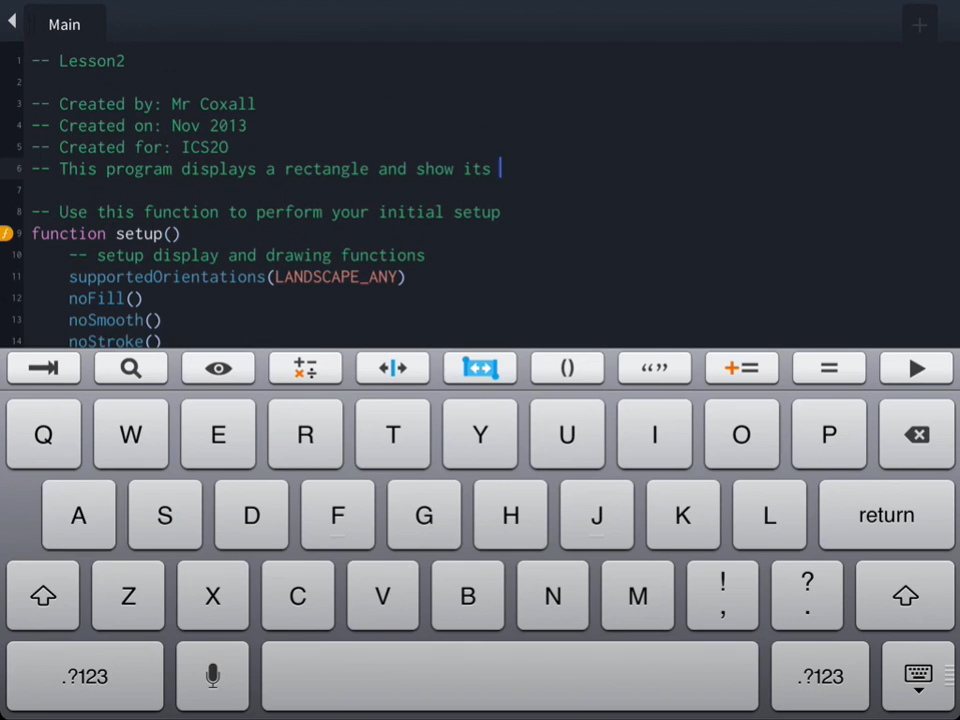 Main
+
1 -- Lesson2
2
3 -- Created by: Mr Coxall
4 -- Created on: Nov 2013
5 -- Created for: ICS2O
6 -- This program displays a rectangle and show its
7
8 -- Use this function to perform your initial setup
9 function setup()
10 -- setup display and drawing functions
11 supportedOrientations(LANDSCAPE_ANY)
12 noFill()
13 noSmooth()
14 noStroke()
() “” += =
Q W E R T Y U I O P
A S D F G H J K L return
Z X C V B N M ! , ? .
.?123 .?123